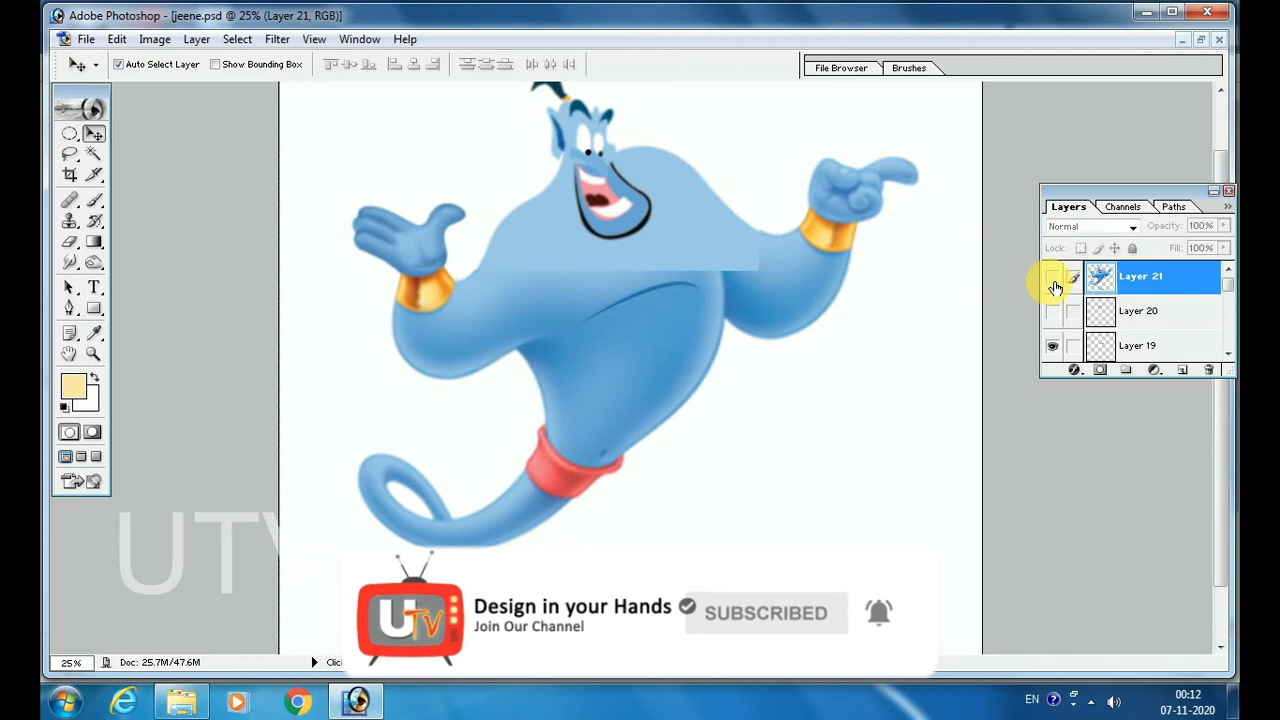 Adobe Photoshop - [jeene.psd @ 25% (Layer 21, RGB)]
File Edit Image Layer Select Filter View Window Help
Auto Select Layer Show Bounding Box
File Browser Brushes
Layers Channels Paths
Normal Opacity: 100%
Lock: Fill: 100%
Layer 21
Layer 20
Layer 19
T
UTV
UTV
Design in your Hands
Join Our Channel
SUBSCRIBED
25% Doc: 25.7M/47.6M
EN
00:12
07-11-2020